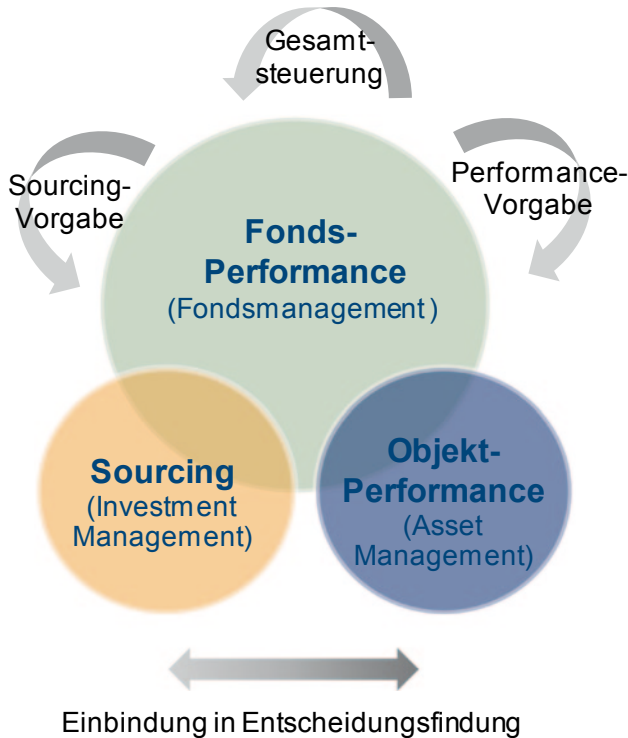 Gesamt-
steuerung
Sourcing-
Vorgabe
Performance-
Vorgabe
Fonds-
Performance
(Fondsmanagement)
Sourcing
(Investment
Management)
Objekt-
Performance
(Asset
Management)
Einbindung in Entscheidungsfindung